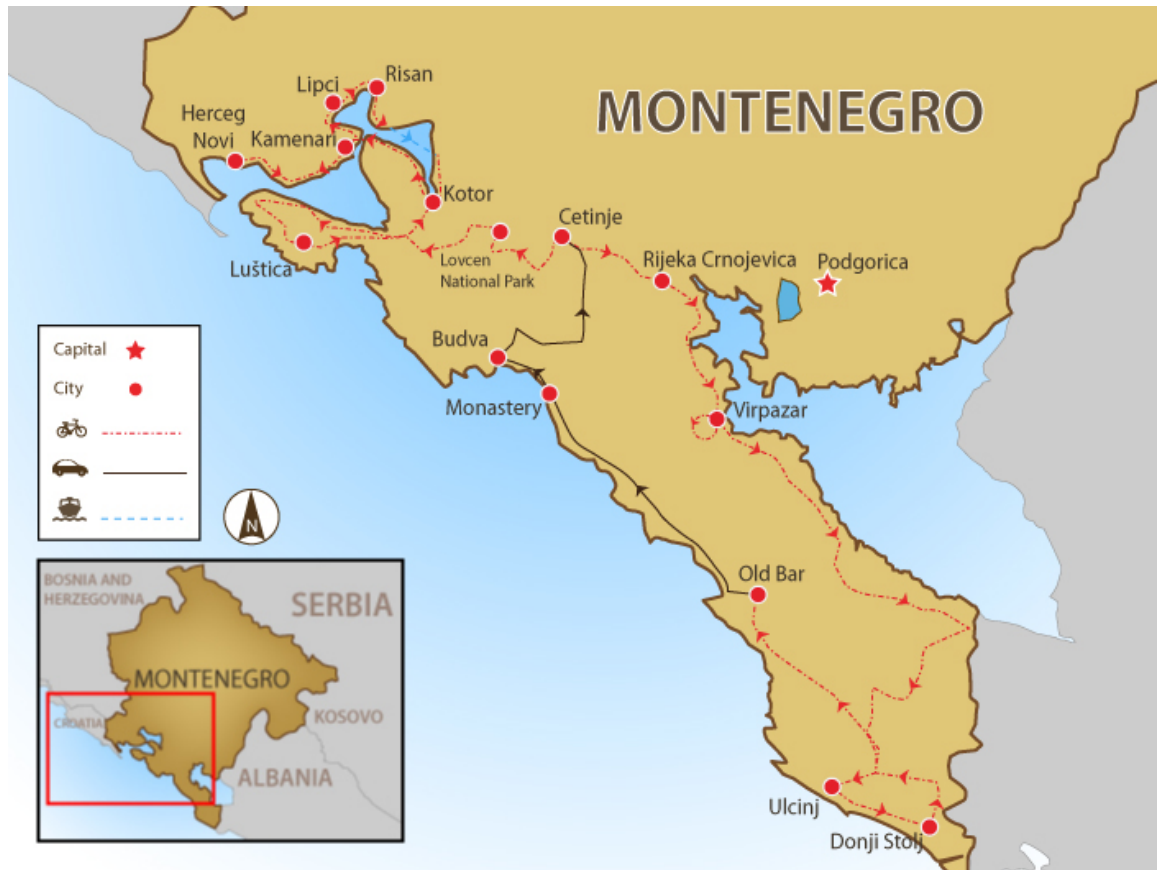 MONTENEGRO
Risan
Lipci
Herceg
Novi
Kamenari
Kotor
Cetinje
Luštica
Lovcen
National Park
Rijeka Crnojevica
Podgorica
Budva
Monastery
Virpazar
Old Bar
Ulcinj
Donji Stolj
Capital
City
N
BOSNIA AND
HERZEGOVINA
SERBIA
MONTENEGRO
CROATIA
KOSOVO
ALBANIA